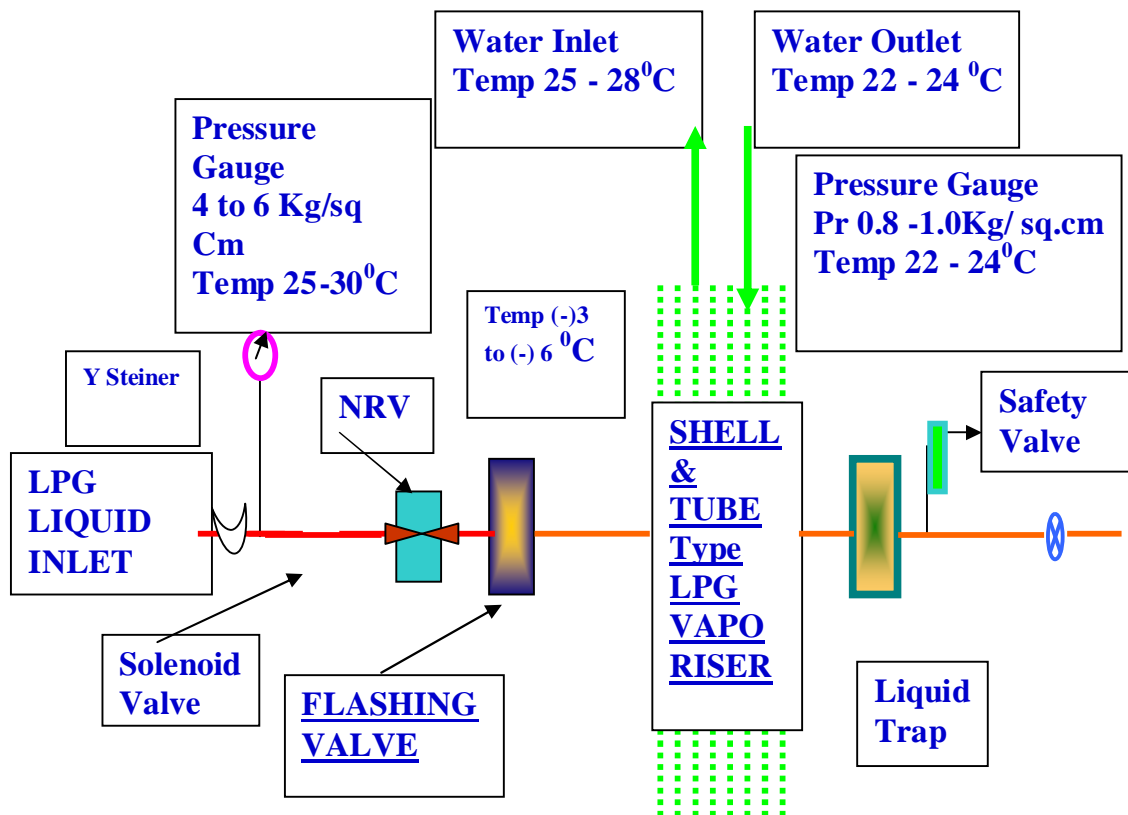 Water Inlet
Temp 25 - 28⁰C
Water Outlet
Temp 22 - 24 ⁰C
Pressure
Gauge
4 to 6 Kg/sq
Cm
Temp 25-30⁰C
Pressure Gauge
Pr 0.8 -1.0Kg/ sq.cm
Temp 22 - 24⁰C
Temp (-)3
to (-) 6 ⁰C
Y Steiner
NRV
Safety
Valve
LPG
LIQUID
INLET
SHELL
&
TUBE
Type
LPG
VAPO
RISER
Solenoid
Valve
FLASHING
VALVE
Liquid
Trap